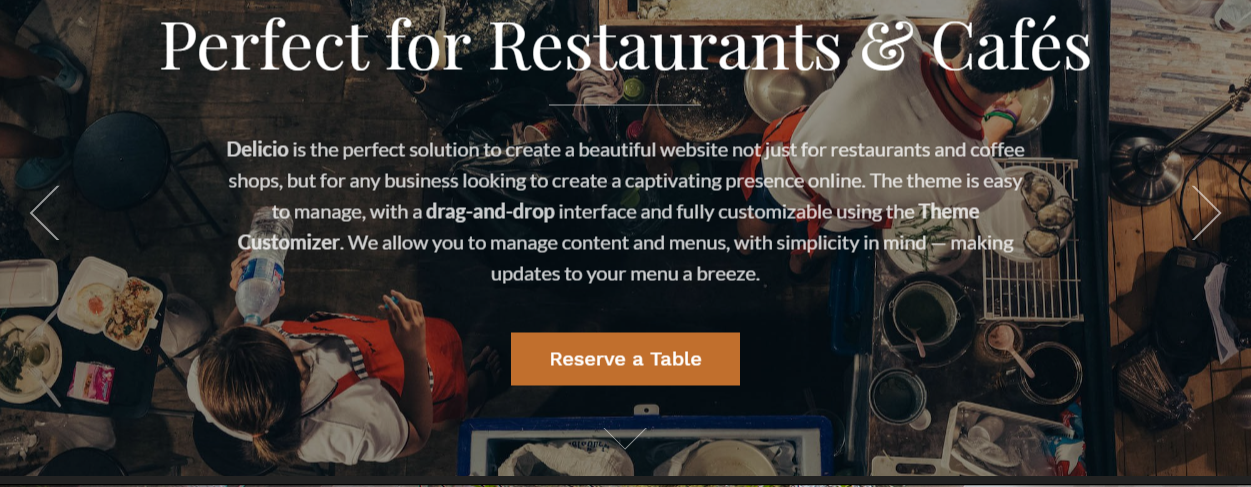 Perfect for Restaurants & Cafés
Delicio is the perfect solution to create a beautiful website not just for restaurants and coffee
shops, but for any business looking to create a captivating presence online. The theme is easy
to manage, with a drag-and-drop interface and fully customizable using the Theme
Customizer. We allow you to manage content and menus, with simplicity in mind — making
updates to your menu a breeze.
Reserve a Table